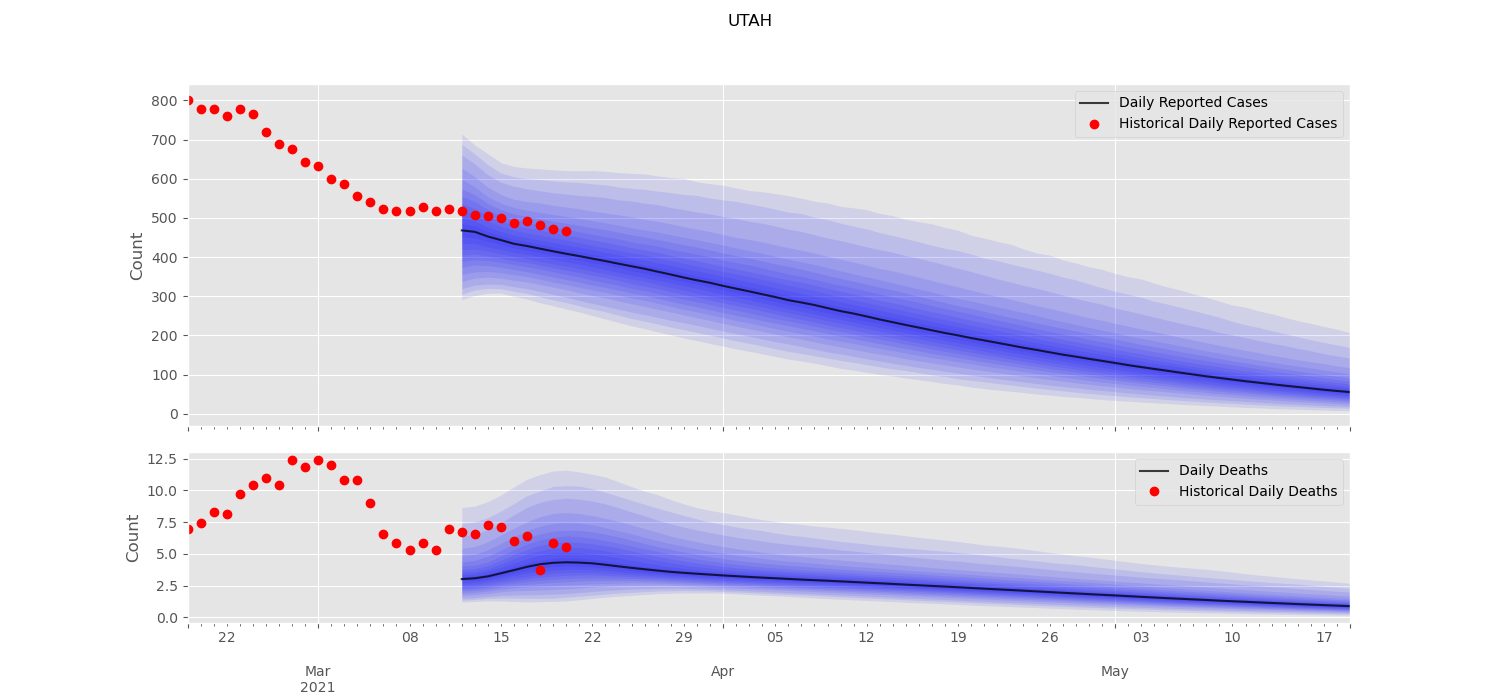 UTAH
Daily Reported Cases
Historical Daily Reported Cases
800
700
600
500
400
300
200
100
0
Count
Daily Deaths
Historical Daily Deaths
12.5
10.0
7.5
5.0
2.5
0.0
Count
22 08 15 22 29 05 12 19 26 03 10 17
Mar Apr May
2021